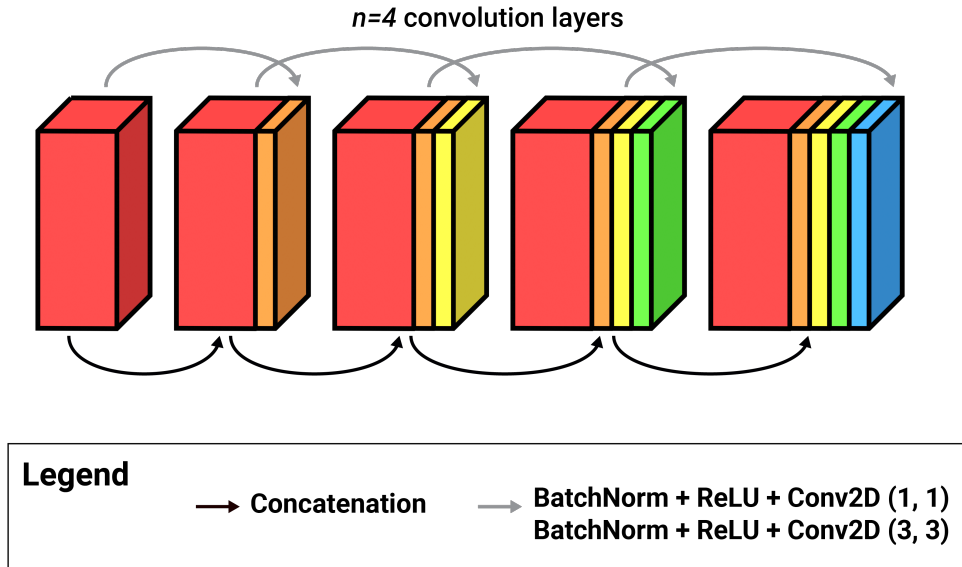 n=4 convolution layers
Legend
Concatenation
BatchNorm + ReLU + Conv2D (1, 1)
BatchNorm + ReLU + Conv2D (3, 3)